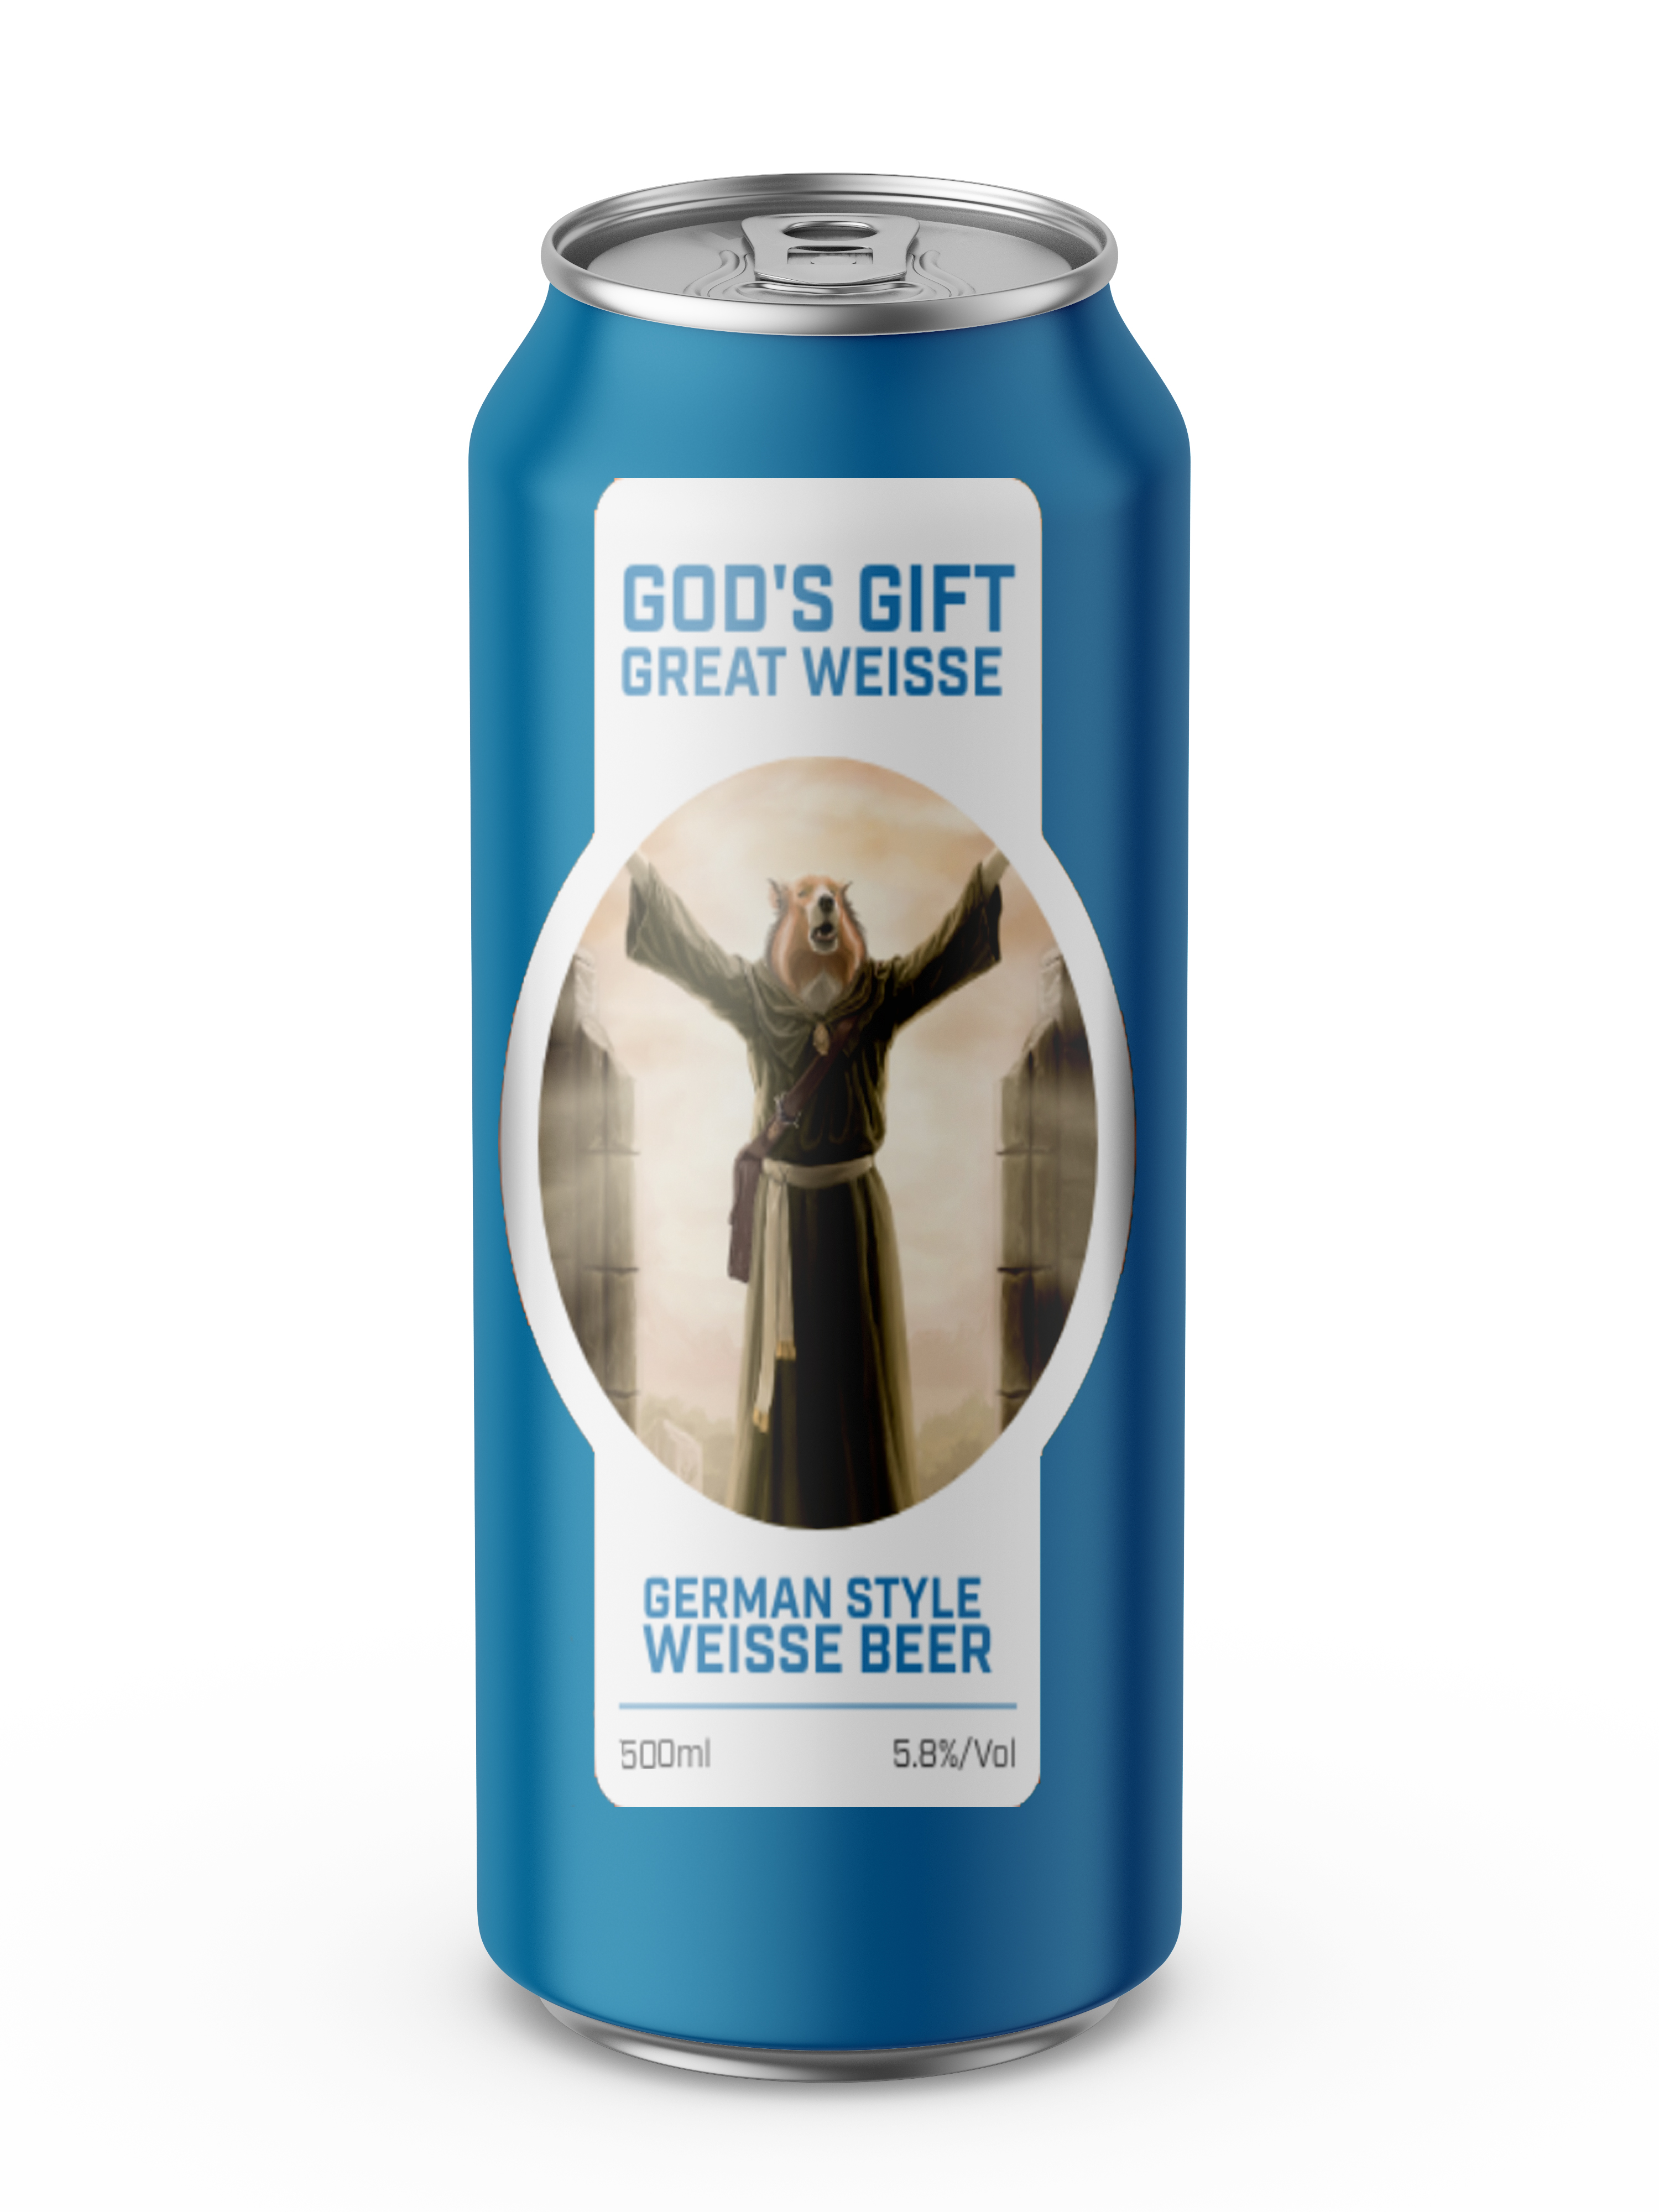 GOD'S GIFT
GREAT WEISSE
GERMAN STYLE
WEISSE BEER
500ml 5.8%/Vol